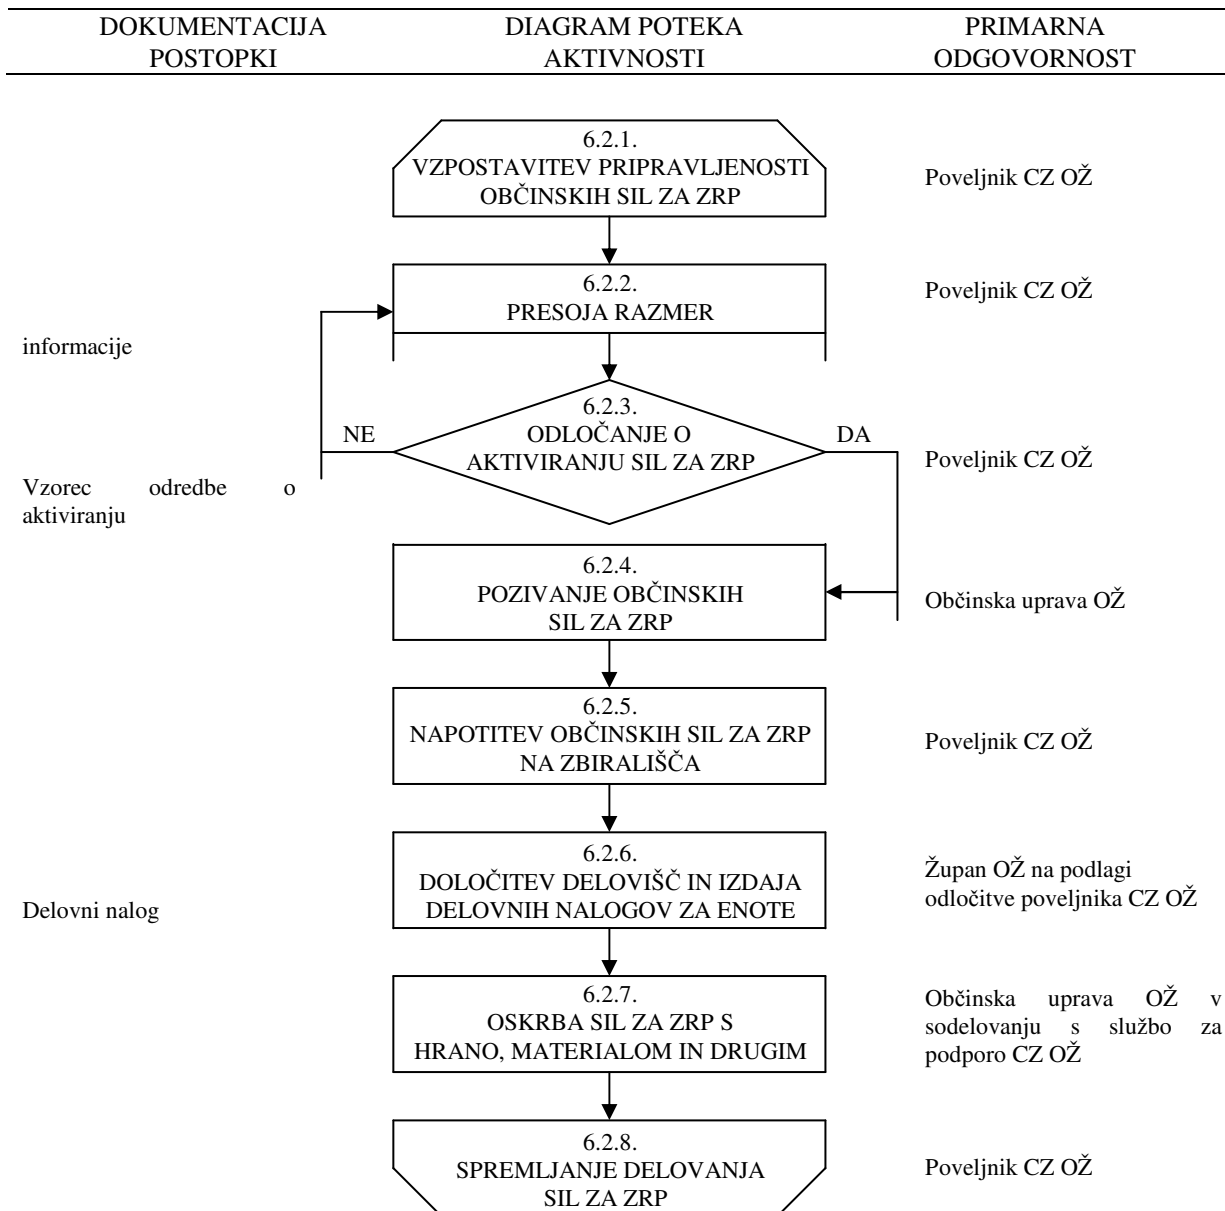 DOKUMENTACIJA
POSTOPKI
DIAGRAM POTEKA
AKTIVNOSTI
PRIMARNA
ODGOVORNOST
6.2.1.
VZPOSTAVITEV PRIPRAVLJENOSTI
OBČINSKIH SIL ZA ZRP
Poveljnik CZ OŽ
6.2.2.
PRESOJA RAZMER
Poveljnik CZ OŽ
informacije
6.2.3.
ODLOČANJE O
AKTIVIRANJU SIL ZA ZRP
NE
DA
Poveljnik CZ OŽ
Vzorec odredbe o
aktiviranju
6.2.4.
POZIVANJE OBČINSKIH
SIL ZA ZRP
Občinska uprava OŽ
6.2.5.
NAPOTITEV OBČINSKIH SIL ZA ZRP
NA ZBIRALIŠČA
Poveljnik CZ OŽ
6.2.6.
DOLOČITEV DELOVIŠČ IN IZDAJA
DELOVNIH NALOGOV ZA ENOTE
Župan OŽ na podlagi
odločitve poveljnika CZ OŽ
Delovni nalog
6.2.7.
OSKRBA SIL ZA ZRP S
HRANO, MATERIALOM IN DRUGIM
Občinska uprava OŽ v
sodelovanju s službo za
podporo CZ OŽ
6.2.8.
SPREMLJANJE DELOVANJA
SIL ZA ZRP
Poveljnik CZ OŽ